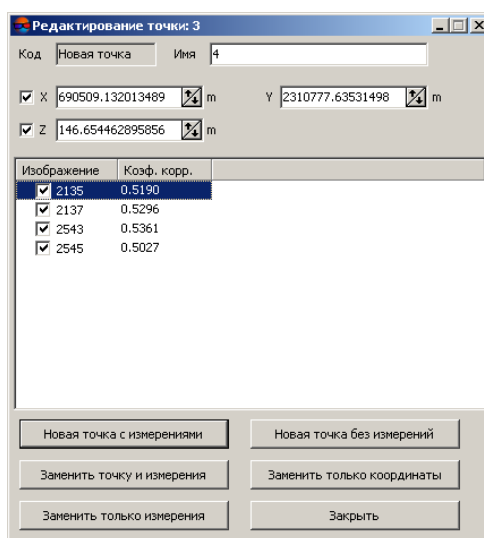 Редактирование точки: 3
Код Новая точка Имя 4
X 690509.132013489 m Y 2310777.63531498 m
Z 146.654462895856 m
Изображение Коэф. корр.
2135 0.5190
2137 0.5296
2543 0.5361
2545 0.5027
Новая точка с измерениями Новая точка без измерений
Заменить точку и измерения Заменить только координаты
Заменить только измерения Закрыть